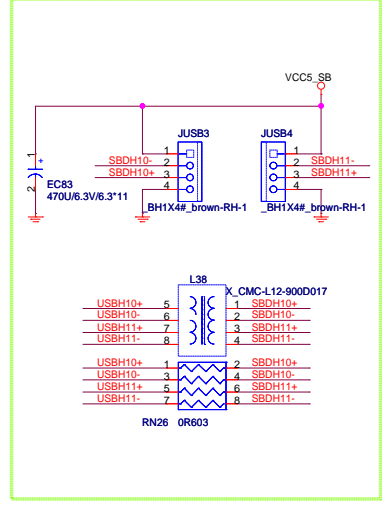 VCC5_SB
JUSB3
JUSB4
1
1
1
SBDH10-
2
2
SBDH11-
SBDH10+
3
3
SBDH11+
2
EC83
4
4
470U/6.3V/6.3*11
_BH1X4#_brown-RH-1
_BH1X4#_brown-RH-1
L38
X_CMC-L12-900D017
USBH10+
5
1
SBDH10+
USBH10-
6
2
SBDH10-
USBH11+
7
3
SBDH11+
USBH11-
8
4
SBDH11-
USBH10+
1
2
SBDH10+
USBH10-
3
4
SBDH10-
USBH11+
5
6
SBDH11+
USBH11-
7
8
SBDH11-
RN26 0R603